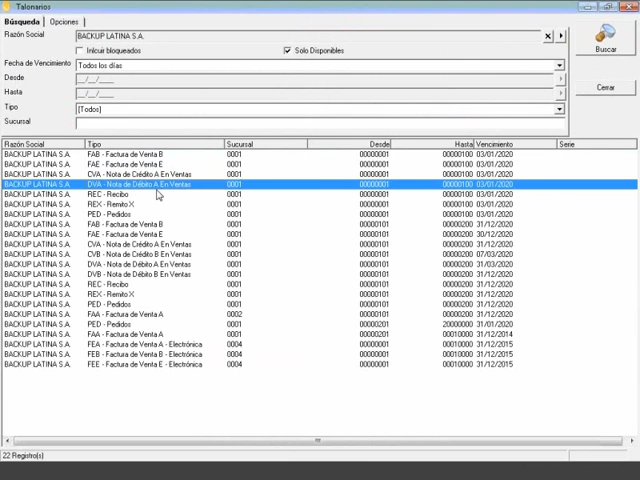 Talonarios
Búsqueda Opciones
Razón Social BACKUP LATINA S.A.
Inlcuir bloqueados Solo Disponibles
Buscar
Fecha de Vencimiento Todos los días
Desde __/__/____
Hasta __/__/____
Cerrar
Tipo (Todos)
Sucursal
Razón Social Tipo Sucursal Desde Hasta Vencimiento Serie
BACKUP LATINA S.A. FAB - Factura de Venta B 0001 00000001 00000100 03/01/2020
BACKUP LATINA S.A. FAE - Factura de Venta E 0001 00000001 00000100 03/01/2020
BACKUP LATINA S.A. CVA - Nota de Crédito A En Ventas 0001 00000001 00000100 03/01/2020
BACKUP LATINA S.A. DVA - Nota de Débito A En Ventas 0001 00000001 00000100 03/01/2020
BACKUP LATINA S.A. REC - Recibo 0001 00000001 00000100 03/01/2020
BACKUP LATINA S.A. REX - Remito X 0001 00000001 00000100 03/01/2020
BACKUP LATINA S.A. PED - Pedidos 0001 00000001 00000100 03/01/2020
BACKUP LATINA S.A. FAB - Factura de Venta B 0001 00000101 00000200 31/12/2020
BACKUP LATINA S.A. FAE - Factura de Venta E 0001 00000101 00000200 30/12/2020
BACKUP LATINA S.A. CVA - Nota de Crédito A En Ventas 0001 00000101 00000200 31/12/2020
BACKUP LATINA S.A. CVB - Nota de Crédito B En Ventas 0001 00000101 00000200 07/03/2020
BACKUP LATINA S.A. DVA - Nota de Débito A En Ventas 0001 00000101 00000200 31/03/2020
BACKUP LATINA S.A. DVB - Nota de Débito B En Ventas 0001 00000101 00000200 31/12/2020
BACKUP LATINA S.A. REC - Recibo 0001 00000101 00000200 31/12/2020
BACKUP LATINA S.A. REX - Remito X 0001 00000101 00000200 31/12/2020
BACKUP LATINA S.A. PED - Pedidos 0001 00000101 00000200 31/12/2020
BACKUP LATINA S.A. FAA - Factura de Venta A 0002 00000101 00000200 31/12/2020
BACKUP LATINA S.A. PED - Pedidos 0001 00000201 20000000 31/01/2020
BACKUP LATINA S.A. FAA - Factura de Venta A 0001 00000201 00010000 31/12/2014
BACKUP LATINA S.A. FEA - Factura de Venta A - Electrónica 0004 00000001 00010000 31/12/2015
BACKUP LATINA S.A. FEB - Factura de Venta B - Electrónica 0004 00000001 00010000 31/12/2015
BACKUP LATINA S.A. FEE - Factura de Venta E - Electrónica 0004 00000001 00010000 31/12/2015
22 Registro(s)